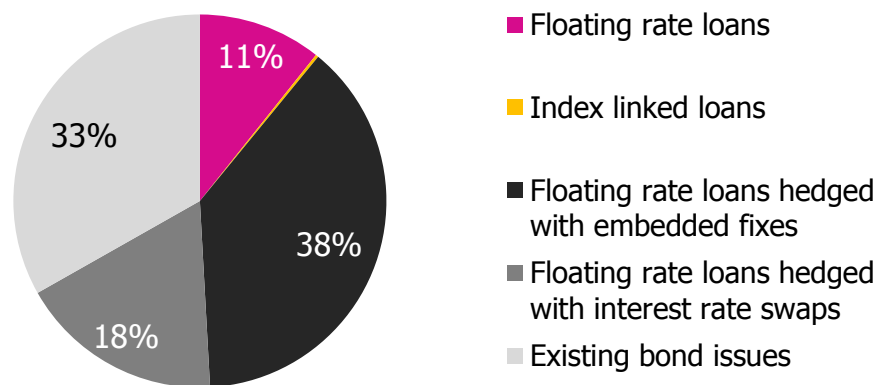 11%
38%
18%
33%
Floating rate loans
Index linked loans
Floating rate loans hedged
with embedded fixes
Floating rate loans hedged
with interest rate swaps
Existing bond issues